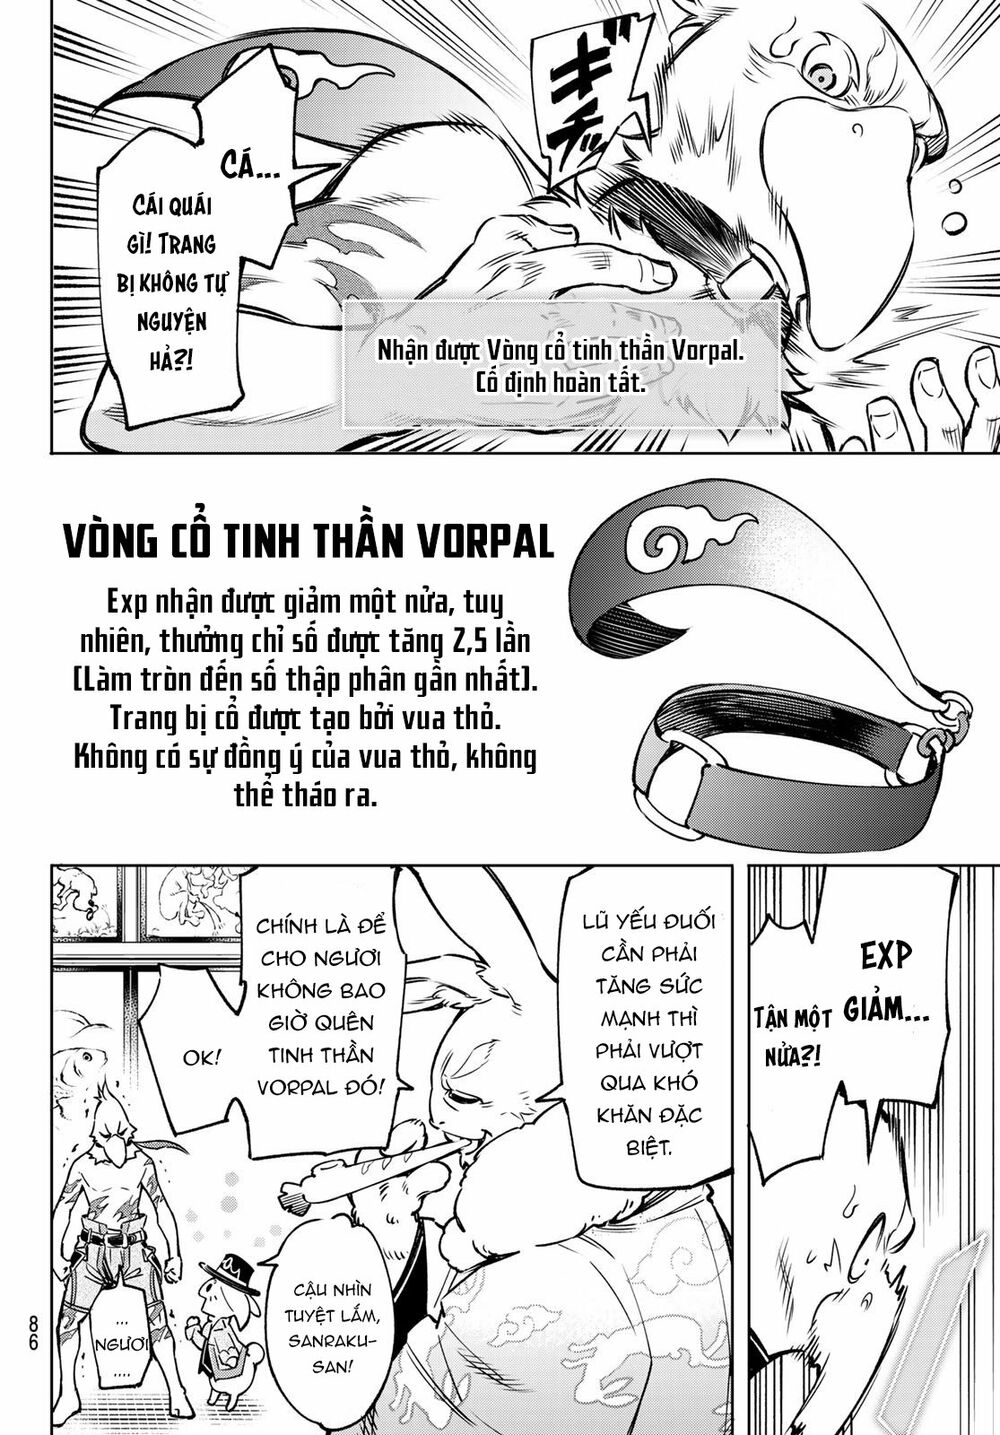 ギチッ
CÁ...
CÁI QUÁI
GÌ! TRANG
BỊ KHÔNG TỰ
NGUYỆN
HẢ?!
Nhận được Vòng cổ tinh thần Vorpal.
Cố định hoàn tất.
VÒNG CỔ TINH THẦN VORPAL
Exp nhận được giảm một nửa, tuy
nhiên, thưởng chỉ số được tăng 2,5 lần
(Làm tròn đến số thập phân gần nhất).
Trang bị cổ được tạo bởi vua thỏ.
Không có sự đồng ý của vua thỏ, không
thể tháo ra.
EXP
GIẢM...
TẬN MỘT
NỬA?!
LŨ YẾU ĐUỐI
CẦN PHẢI
TĂNG SỨC
MẠNH THÌ
PHẢI VƯỢT
QUA KHÓ
KHĂN ĐẶC
BIỆT.
CHÍNH LÀ ĐỂ
CHO NGƯƠI
KHÔNG BAO
GIỜ QUÊN
TINH THẦN
VORPAL ĐÓ!
OK!
CẬU NHÌN
TUYỆT LẮM,
SANRAKU-
SAN!
....
NGƯƠI
....
86